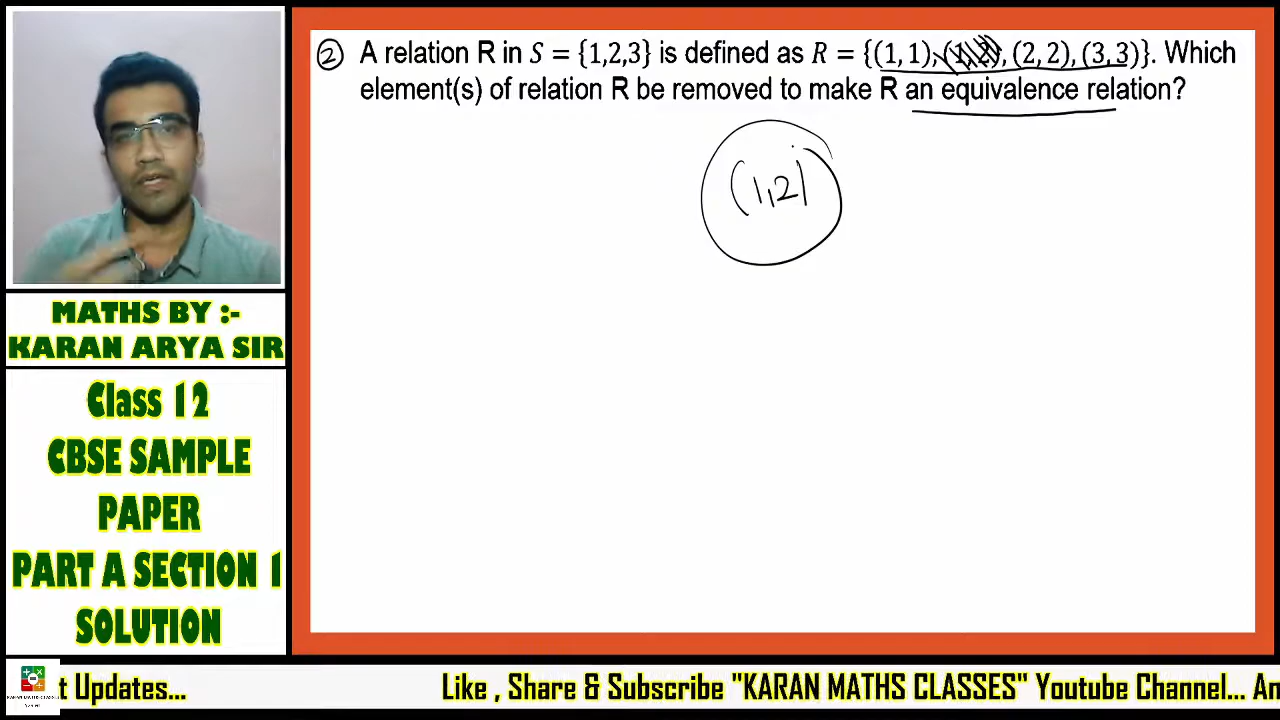 ② A relation R in S = {1,2,3} is defined as R = {(1, 1), (1, 2), (2, 2), (3, 3)}. Which
element(s) of relation R be removed to make R an equivalence relation?
(1,2)
MATHS BY :-
KARAN ARYA SIR
Class 12
CBSE SAMPLE
PAPER
PART A SECTION 1
SOLUTION
t Updates... Like , Share & Subscribe "KARAN MATHS CLASSES" Youtube Channel... An